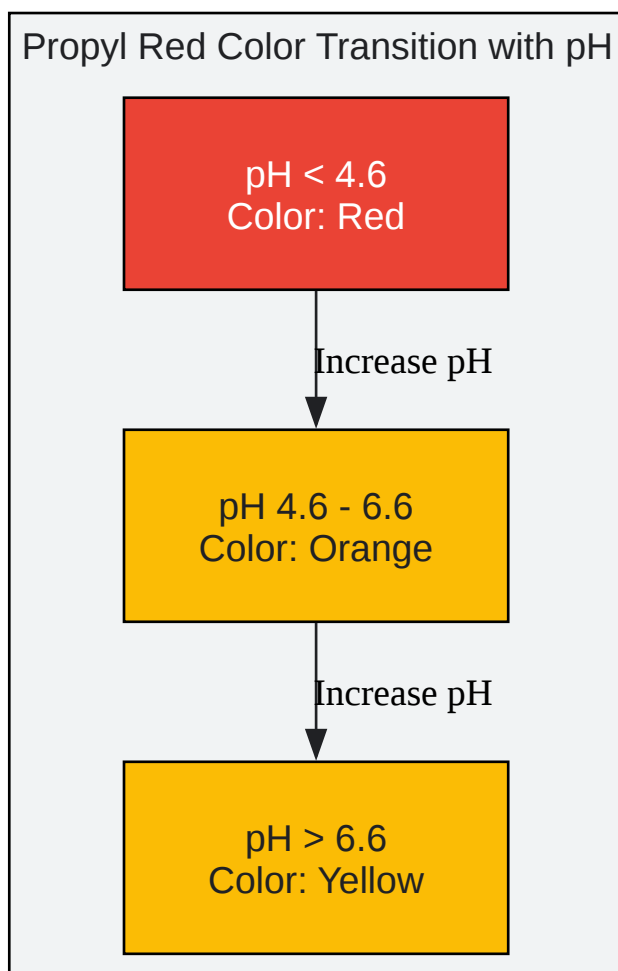 Propyl Red Color Transition with pH
pH < 4.6
Color: Red
Increase pH
pH 4.6 - 6.6
Color: Orange
Increase pH
pH > 6.6
Color: Yellow